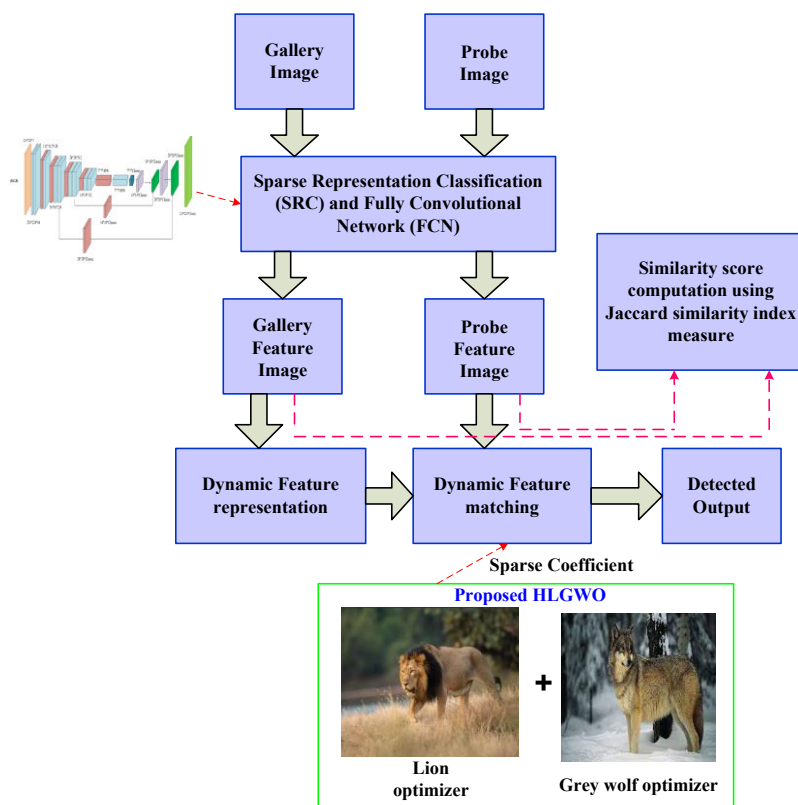 Gallery
Image
Probe
Image
Sparse Representation Classification
(SRC) and Fully Convolutional
Network (FCN)
Similarity score
computation using
Jaccard similarity index
measure
Gallery
Feature
Image
Probe
Feature
Image
Dynamic Feature
representation
Dynamic Feature
matching
Detected
Output
Sparse Coefficient
Proposed HLGWO
+
Lion
optimizer
Grey wolf optimizer